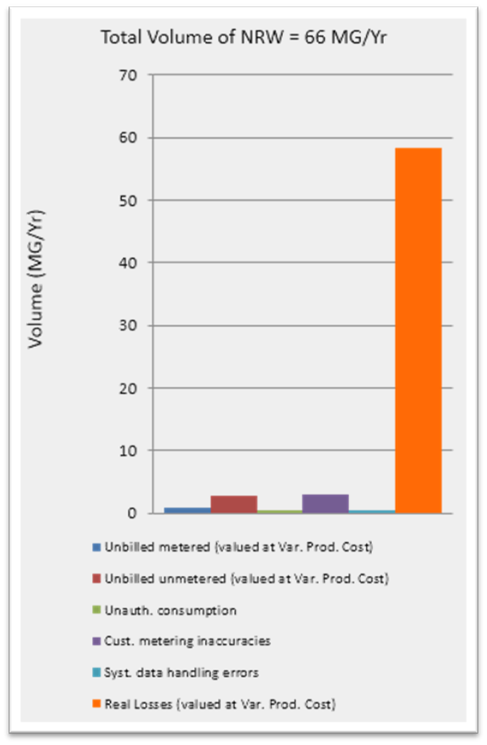 Total Volume of NRW = 66 MG/Yr
70
60
50
40
30
20
10
0
Volume (MG/Yr)
Unbilled metered (valued at Var. Prod. Cost)
Unbilled unmetered (valued at Var. Prod. Cost)
Unauth. consumption
Cust. metering inaccuracies
Syst. data handling errors
Real Losses (valued at Var. Prod. Cost)